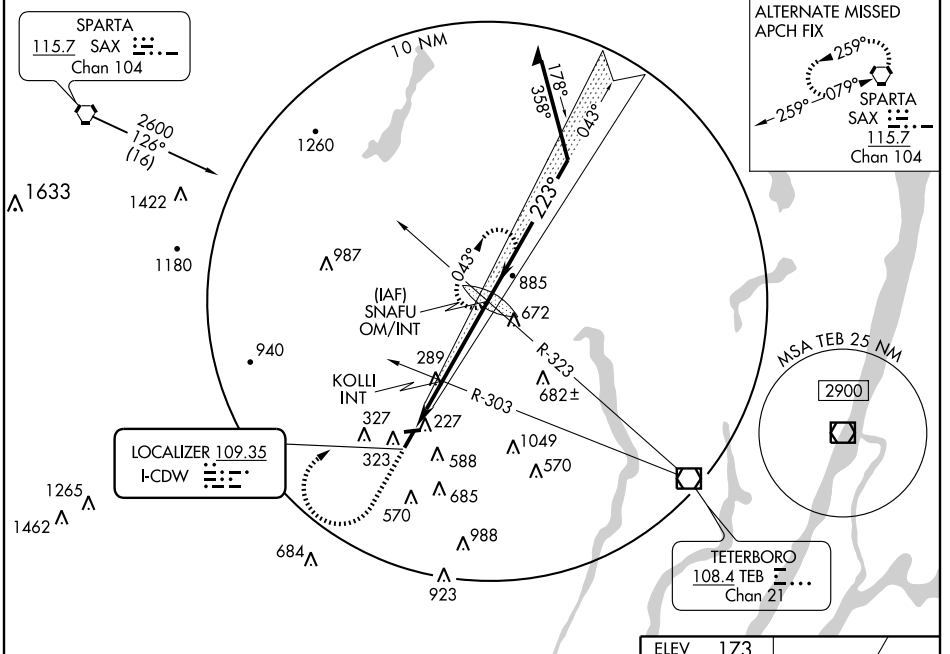 SPARTA
115.7 SAX
Chan 104
2600
126°
(16)
10 NM
178°
358°
043°
223°
ALTERNATE MISSED
APCH FIX
259°
259°
079°
SPARTA
SAX
115.7
Chan 104
1260
1633
1422
1180
987
043°
885
(IAF)
SNAFU
OM/INT
672
R-323
940
289
KOLLI
INT
R-303
682±
MSA TEB 25 NM
2900
327
227
LOCALIZER 109.35
I-CDW
323
588
1049
570
1265
1462
570
685
988
684
923
TETERBORO
108.4 TEB
Chan 21
ELEV 173